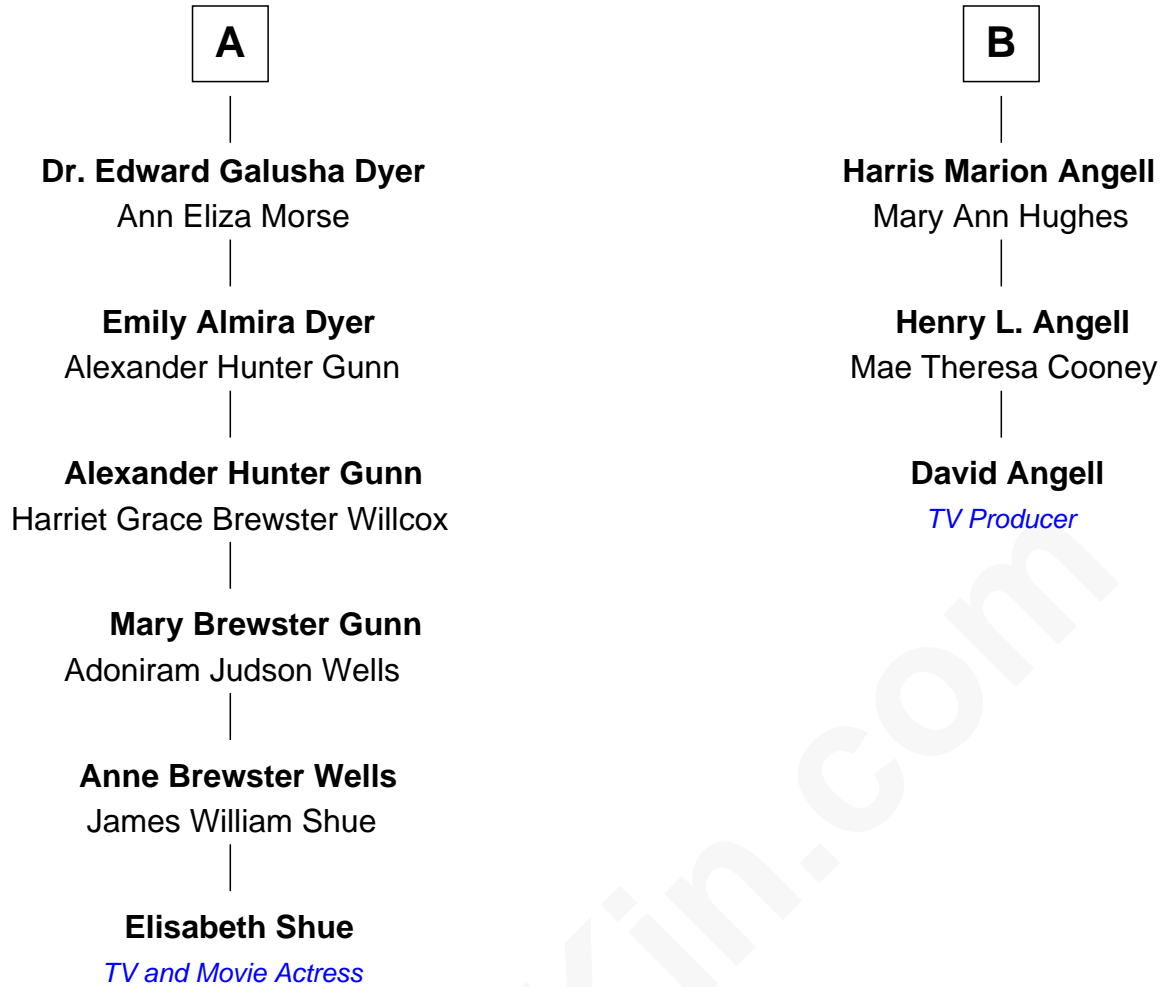 A
Dr. Edward Galusha Dyer
Ann Eliza Morse
Emily Almira Dyer
Alexander Hunter Gunn
Alexander Hunter Gunn
Harriet Grace Brewster Willcox
Mary Brewster Gunn
Adoniram Judson Wells
Anne Brewster Wells
James William Shue
Elisabeth Shue
TV and Movie Actress
B
Harris Marion Angell
Mary Ann Hughes
Henry L. Angell
Mae Theresa Cooney
David Angell
TV Producer
Kin.com